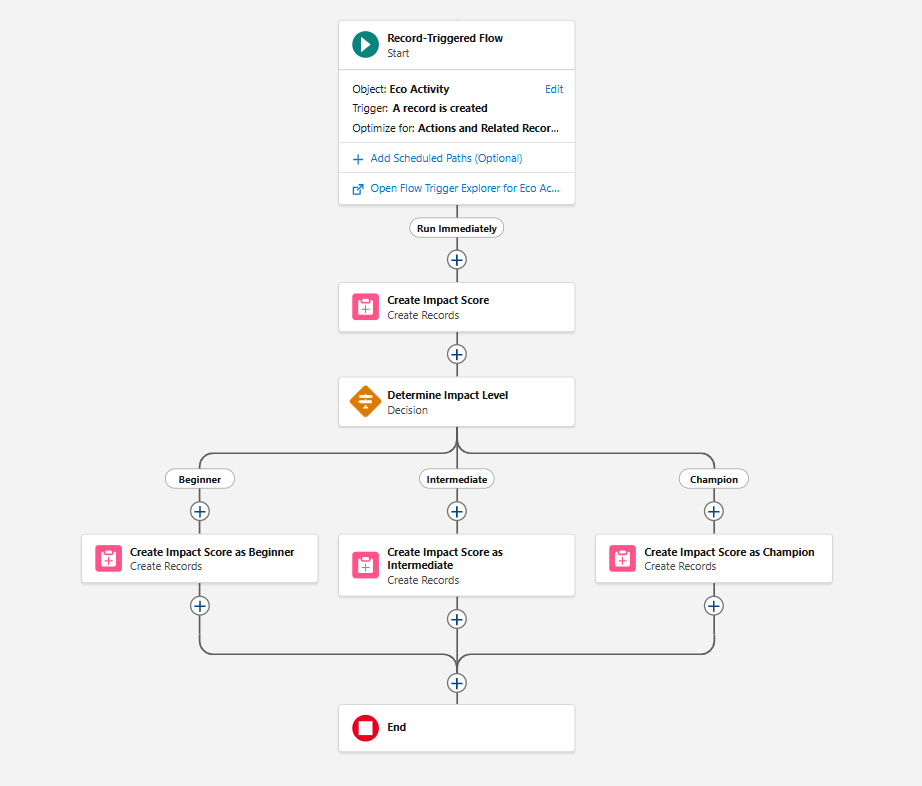 Record-Triggered Flow
Start
Object: Eco Activity
Edit
Trigger: A record is created
Optimize for: Actions and Related Recor...
Add Scheduled Paths (Optional)
Open Flow Trigger Explorer for Eco Ac...
Run Immediately
Create Impact Score
Create Records
Determine Impact Level
Decision
Beginner
Intermediate
Champion
Create Impact Score as Beginner
Create Records
Create Impact Score as
Intermediate
Create Records
Create Impact Score as Champion
Create Records
End